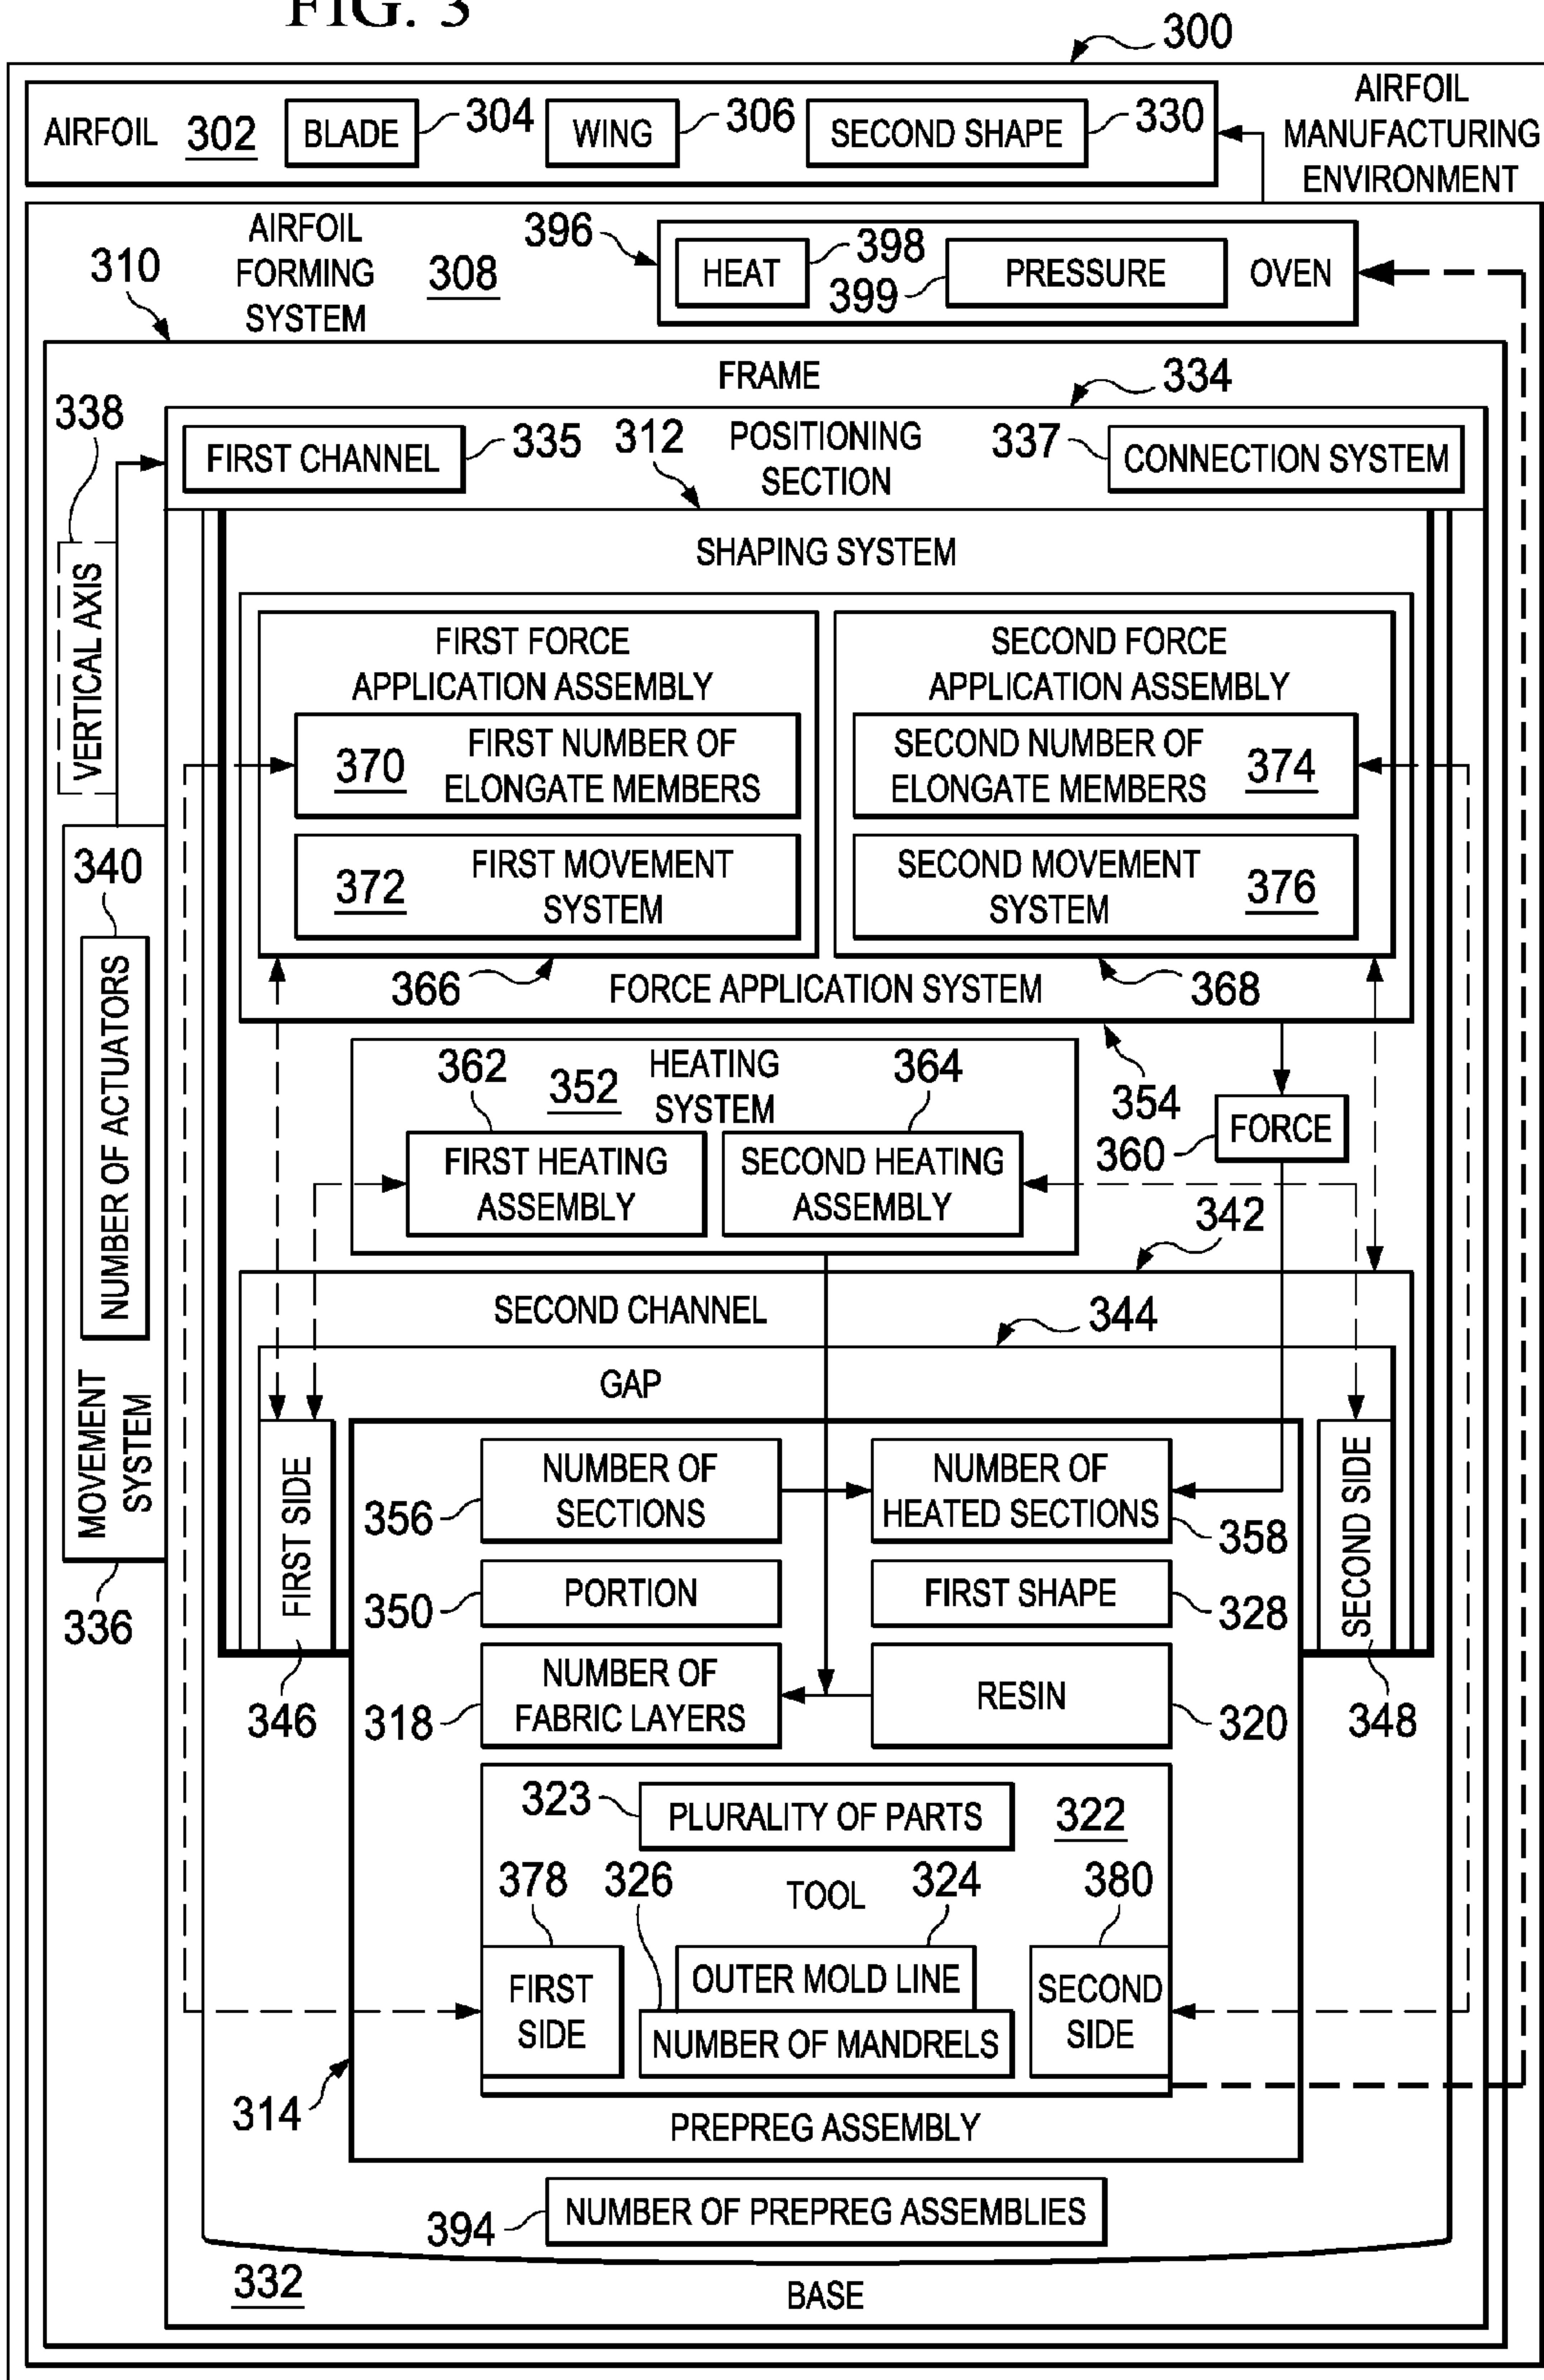 FIG. 3
300
AIRFOIL 302 BLADE 304 WING 306 SECOND SHAPE 330
AIRFOIL
MANUFACTURING
ENVIRONMENT
310
AIRFOIL
FORMING
SYSTEM
308
396
HEAT
398
399
PRESSURE
OVEN
FRAME
334
338
FIRST CHANNEL
335
312
POSITIONING
SECTION
337
CONNECTION SYSTEM
VERTICAL AXIS
SHAPING SYSTEM
FIRST FORCE
APPLICATION ASSEMBLY
370
FIRST NUMBER OF
ELONGATE MEMBERS
372
FIRST MOVEMENT
SYSTEM
SECOND FORCE
APPLICATION ASSEMBLY
SECOND NUMBER OF
ELONGATE MEMBERS
374
SECOND MOVEMENT
SYSTEM
376
366
FORCE APPLICATION SYSTEM
368
340
NUMBER OF ACTUATORS
MOVEMENT
SYSTEM
336
362
352
HEATING
SYSTEM
364
354
FIRST HEATING
ASSEMBLY
SECOND HEATING
ASSEMBLY
FORCE
360
342
SECOND CHANNEL
344
GAP
FIRST SIDE
346
SECOND SIDE
348
NUMBER OF
SECTIONS
356
NUMBER OF
HEATED SECTIONS
358
PORTION
350
FIRST SHAPE
328
NUMBER OF
FABRIC LAYERS
318
RESIN
320
323
PLURALITY OF PARTS
322
378
326
TOOL
324
380
FIRST
SIDE
OUTER MOLD LINE
NUMBER OF MANDRELS
SECOND
SIDE
314
PREPREG ASSEMBLY
394
NUMBER OF PREPREG ASSEMBLIES
332
BASE